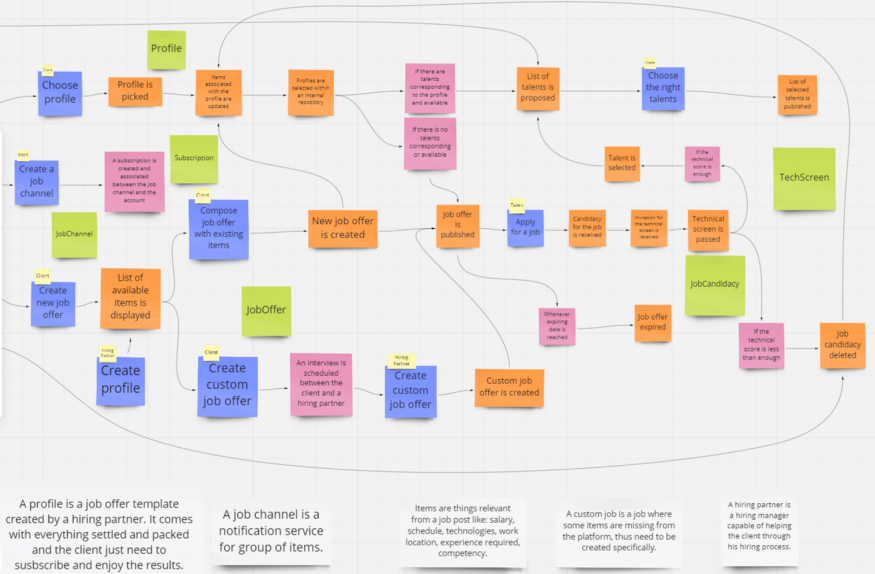 Profile
Client
Choose
profile
Profile is
picked
Items
associated
with the
profile are
updated
Profiles are
selected within
an internal
repository
If there are
talents
corresponding
to the profile
and available
If there is no
talents
corresponding
or available
List of
talents is
proposed
Client
Choose
the right
talents
List of
selected
talents is
published
Client
Create a
job
channel
A subscription is
created and
associated
between the job
channel and the
account
Subscription
Talent is
selected
If the
technical
score is
enough
TechScreen
JobChannel
Client
Compose
job offer
with existing
items
New job offer
is created
Job offer
is
published
Talent
Apply
for a job
Candidacy
for the job
is received
Invitation for the
technical
screen is
received
Technical
screen is
passed
Client
Create
new job
offer
List of
available
items is
displayed
JobOffer
JobCandidacy
Whenever
expiring
date is
reached
Job offer
expired
If the
technical
score is less
than enough
Job
candidacy
deleted
Hiring
Partner
Create
profile
Client
Create
custom
job offer
An interview is
scheduled
between the
client and a
hiring partner
Hiring
Partner
Create
custom
job offer
Custom job
offer is created
A profile is a job offer template
created by a hiring partner. It comes
with everything settled and packed
and the client just need to
susbscribe and enjoy the results.
A job channel is a
notification service
for group of items.
Items are things relevant
from a job post like: salary,
schedule, technologies, work
location, experience required,
competency.
A custom job is a job where
some items are missing from
the platform, thus need to be
created specifically.
A hiring partner is
a hiring manager
capable of helping
the client through
his hiring process.